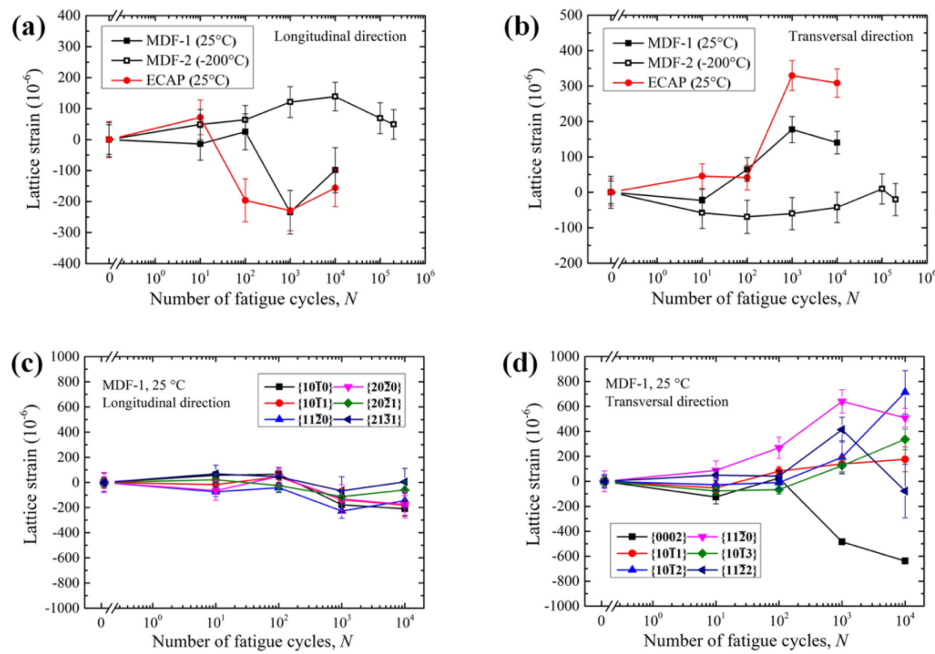 (a)
400
300
200
100
0
-100
-200
-300
-400
Lattice strain (10⁻⁶)
MDF-1 (25°C)
MDF-2 (-200°C)
ECAP (25°C)
Longitudinal direction
0 10⁰ 10¹ 10² 10³ 10⁴ 10⁵ 10⁶
Number of fatigue cycles, N
(b)
500
400
300
200
100
0
-100
-200
Lattice strain (10⁻⁶)
MDF-1 (25°C)
MDF-2 (-200°C)
ECAP (25°C)
Transversal direction
0 10⁰ 10¹ 10² 10³ 10⁴ 10⁵ 10⁶
Number of fatigue cycles, N
(c)
1000
800
600
400
200
0
-200
-400
-600
-800
-1000
Lattice strain (10⁻⁶)
MDF-1, 25 °C
Longitudinal direction
{101̄0} {202̄0}
{101̄1} {202̄1}
{112̄0} {213̄1}
0 10⁰ 10¹ 10² 10³ 10⁴
Number of fatigue cycles, N
(d)
1000
800
600
400
200
0
-200
-400
-600
-800
-1000
Lattice strain (10⁻⁶)
MDF-1, 25 °C
Transversal direction
{0002} {112̄0}
{101̄1} {101̄3}
{101̄2} {112̄2}
0 10⁰ 10¹ 10² 10³ 10⁴
Number of fatigue cycles, N